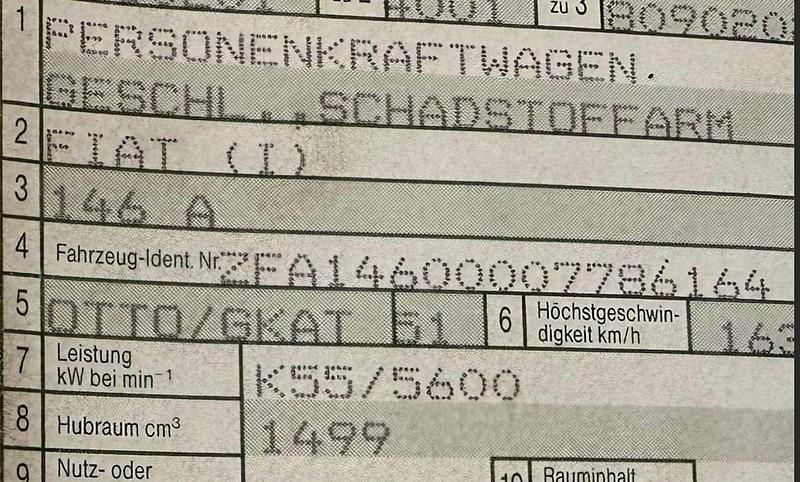 zu 3 809020
1 PERSONENKRAFTWAGEN.
GESCHL.,SCHADSTOFFARM
2 FIAT (I)
3 146 A
4 Fahrzeug-Ident. Nr. ZFA14600007786164
5 OTTO/GKAT 51 6 Höchstgeschwin-
digkeit km/h 163
7 Leistung
kW bei min⁻¹ K55/5600
8 Hubraum cm³ 1499
9 Nutz- oder 10 Rauminhalt